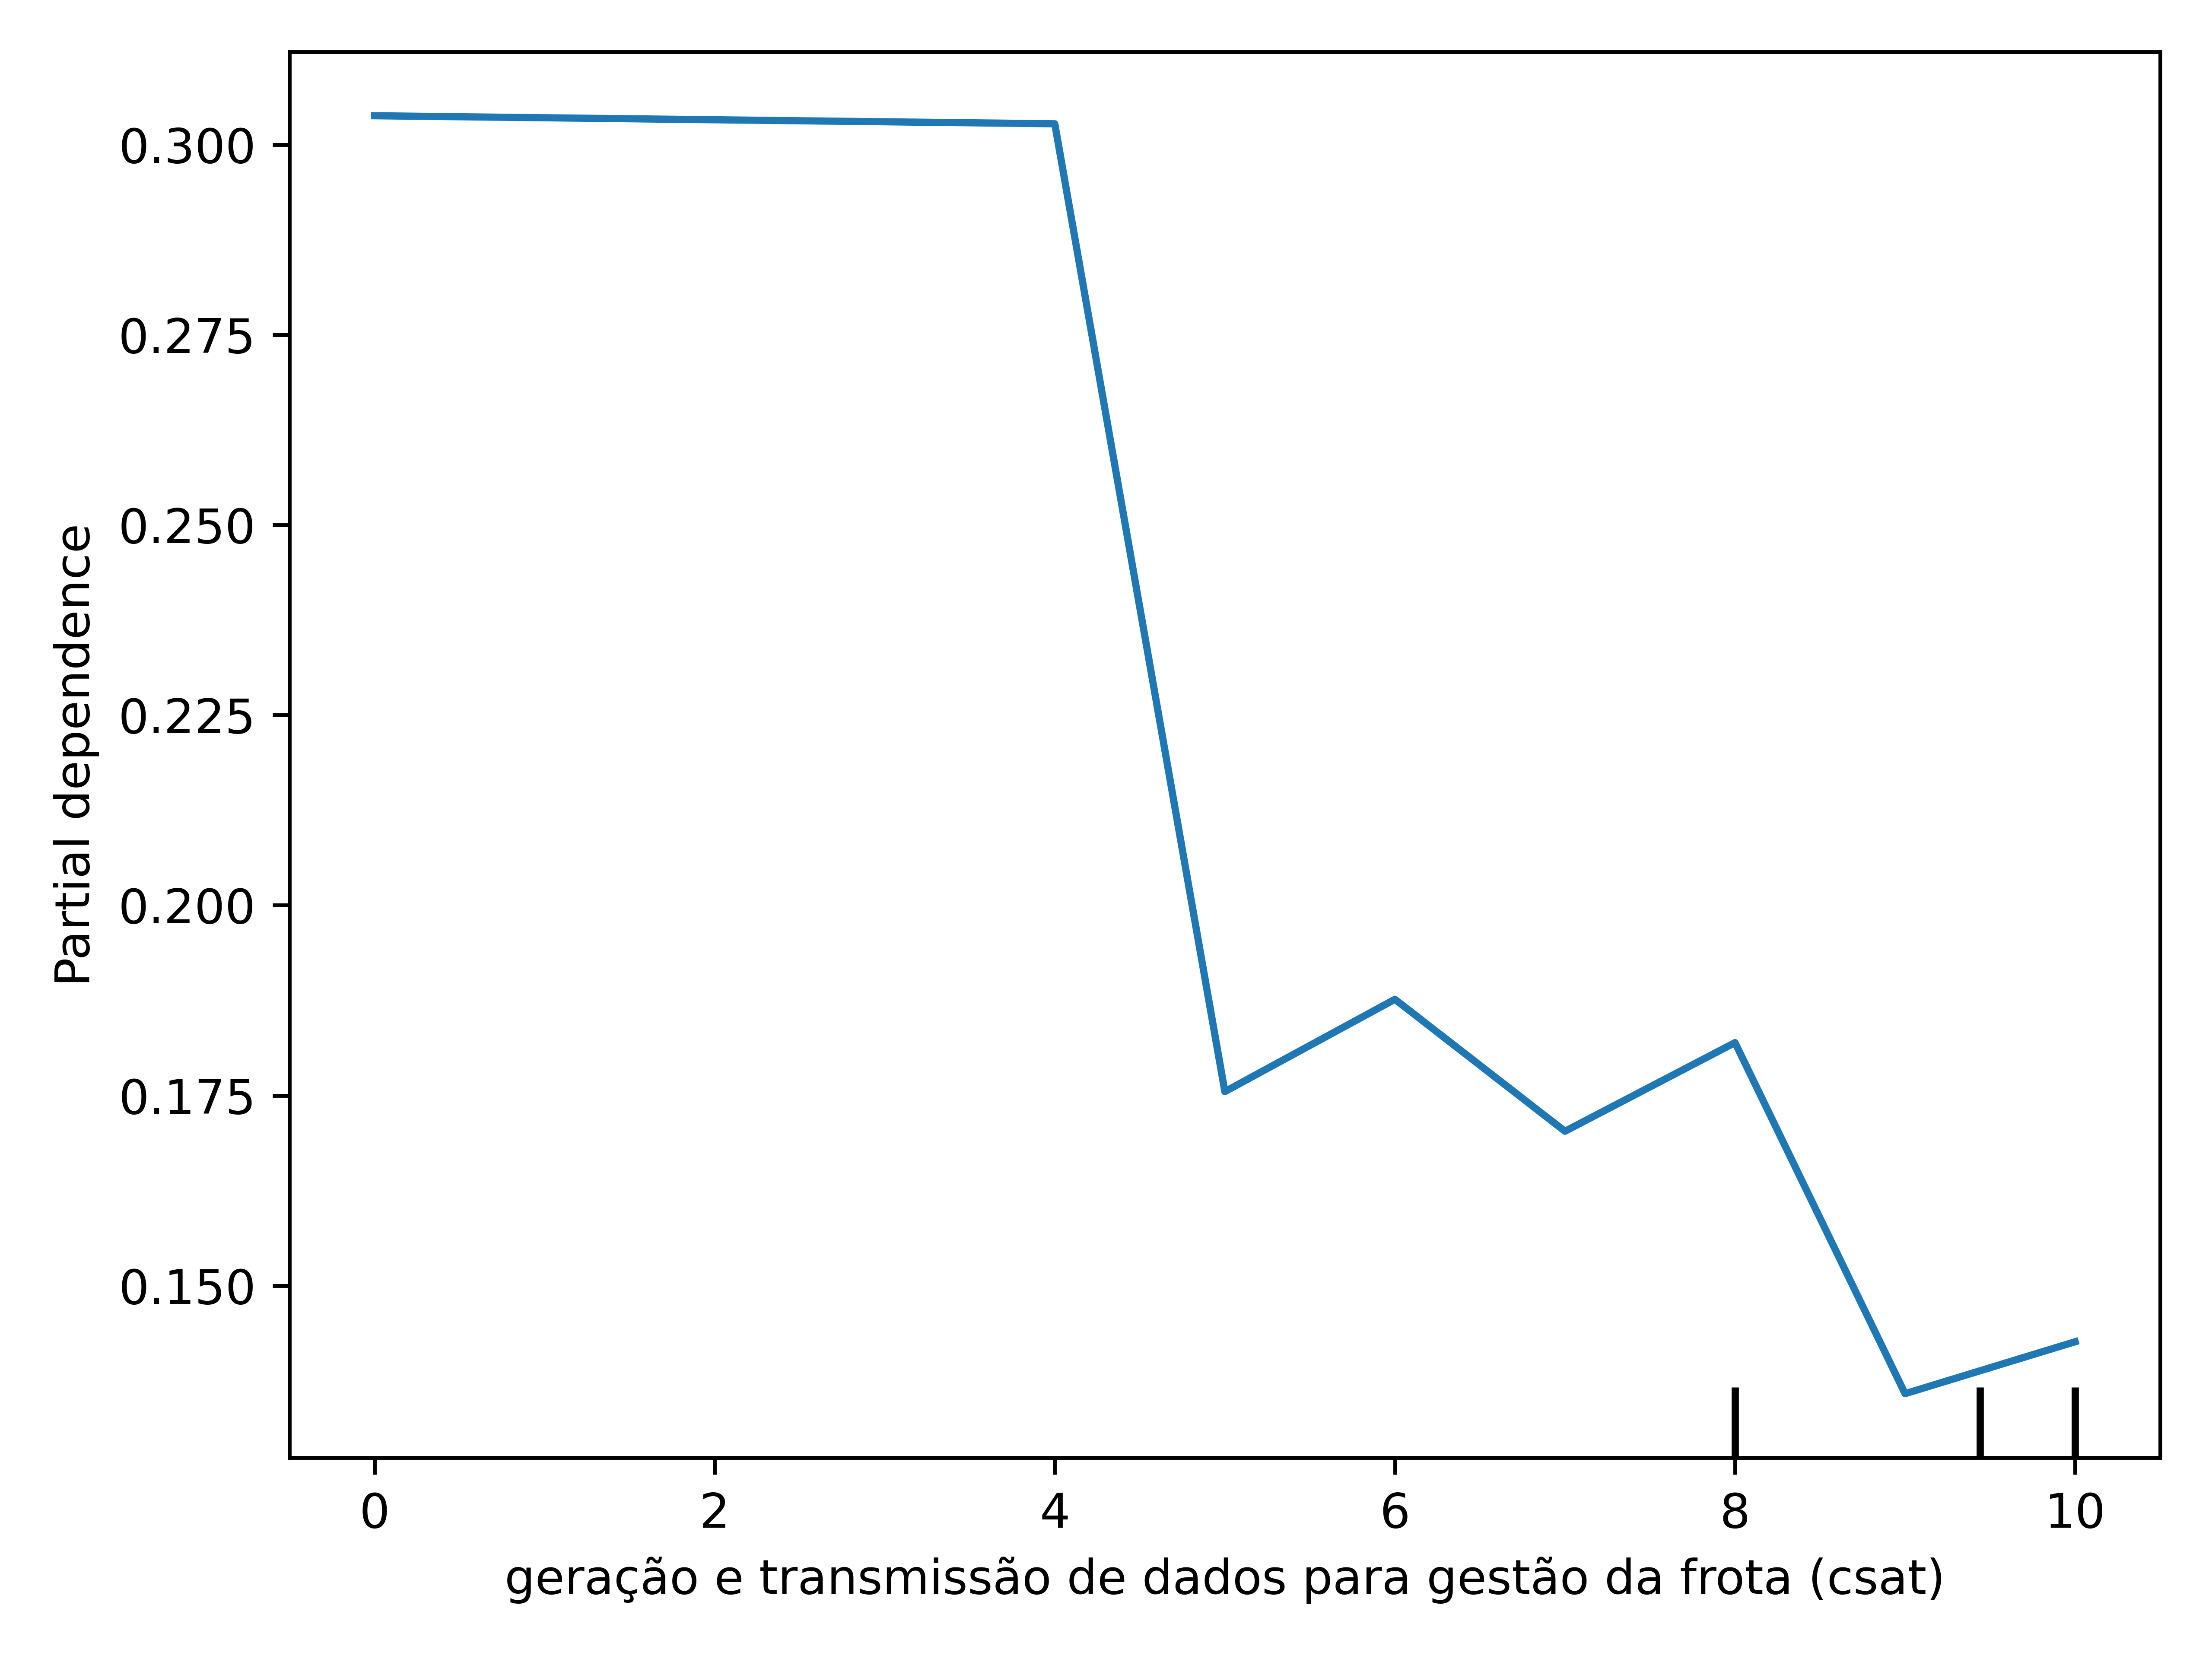 0.300
0.275
0.250
0.225
0.200
0.175
0.150
Partial dependence
0 2 4 6 8 10
geração e transmissão de dados para gestão da frota (csat)